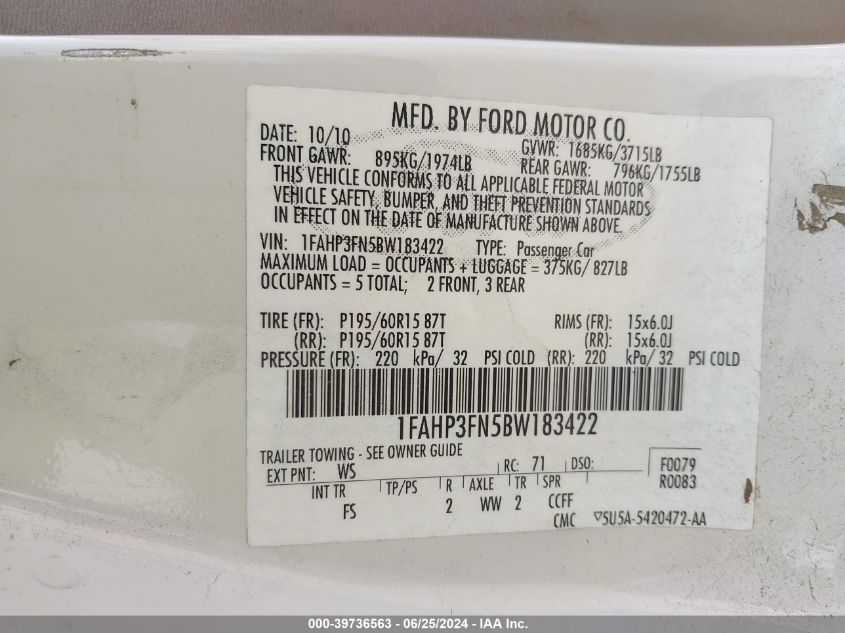 MFD. BY FORD MOTOR CO.
DATE: 10/10 GVWR: 1685KG/3715LB
FRONT GAWR: 895KG/1974LB REAR GAWR: 796KG/1755LB
THIS VEHICLE CONFORMS TO ALL APPLICABLE FEDERAL MOTOR
VEHICLE SAFETY, BUMPER, AND THEFT PREVENTION STANDARDS
IN EFFECT ON THE DATE OF MANUFACTURE SHOWN ABOVE.
VIN: 1FAHP3FN5BW183422 TYPE: Passenger Car
MAXIMUM LOAD = OCCUPANTS + LUGGAGE = 375KG/ 827LB
OCCUPANTS = 5 TOTAL; 2 FRONT, 3 REAR
TIRE (FR): P195/60R15 87T RIMS (FR): 15x6.0J
(RR): P195/60R15 87T (RR): 15x6.0J
PRESSURE (FR): 220 kPa/ 32 PSI COLD (RR): 220 kPa/ 32 PSI COLD
1FAHP3FN5BW183422
TRAILER TOWING - SEE OWNER GUIDE
EXT PNT: WS RC: 71 DSO: F0079
R0083
INT TR TP/PS R AXLE TR SPR
FS 2 WW 2 CCFF
CMC ▽5U5A-5420472-AA
000-39736563 - 06/25/2024 - IAA Inc.